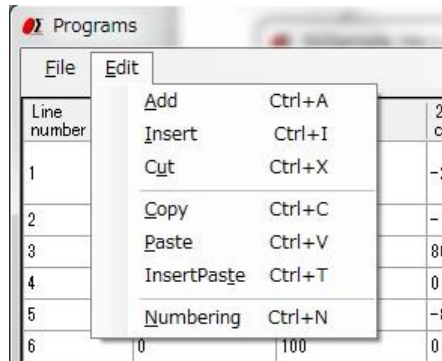 Programs
File Edit
Add Ctrl+A
Insert Ctrl+I
Cut Ctrl+X
Copy Ctrl+C
Paste Ctrl+V
InsertPaste Ctrl+T
Numbering Ctrl+N
Line
number
1
2
3
4
5
6 0 100 0